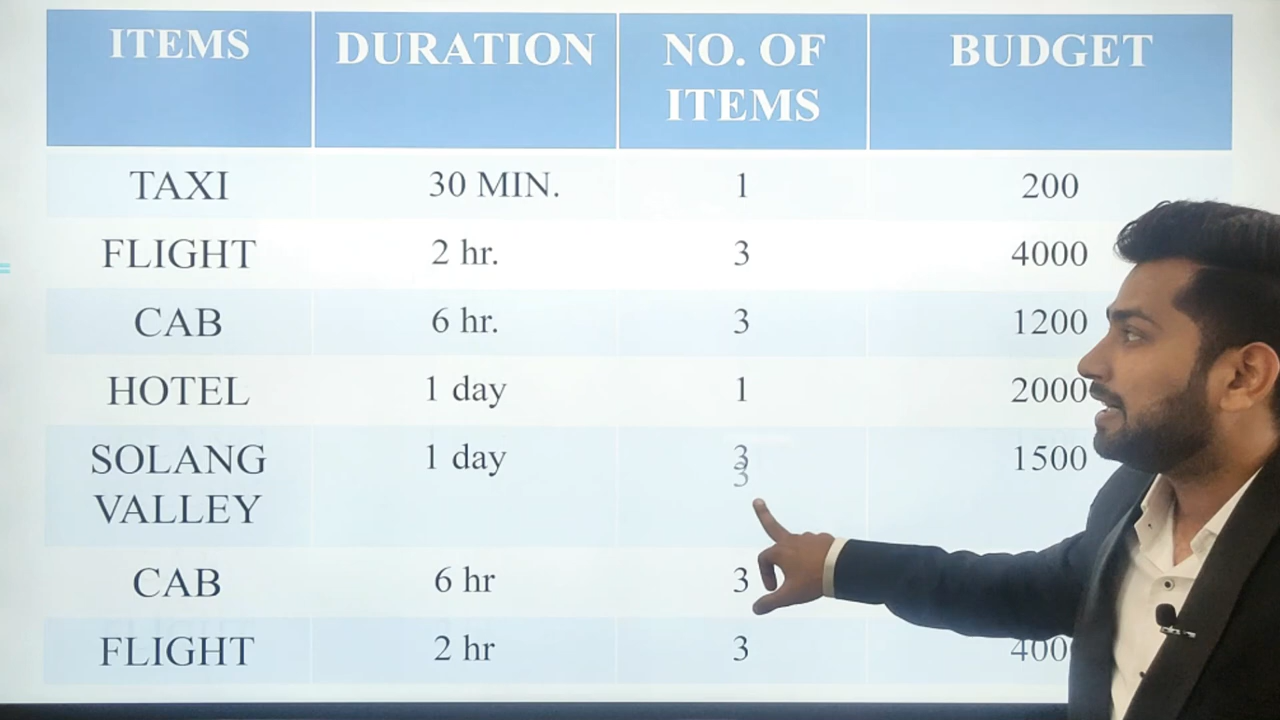 ITEMS DURATION NO. OF ITEMS BUDGET
TAXI 30 MIN. 1 200
FLIGHT 2 hr. 3 4000
CAB 6 hr. 3 1200
HOTEL 1 day 1 2000
SOLANG VALLEY 1 day 3 1500
CAB 6 hr 3
FLIGHT 2 hr 3